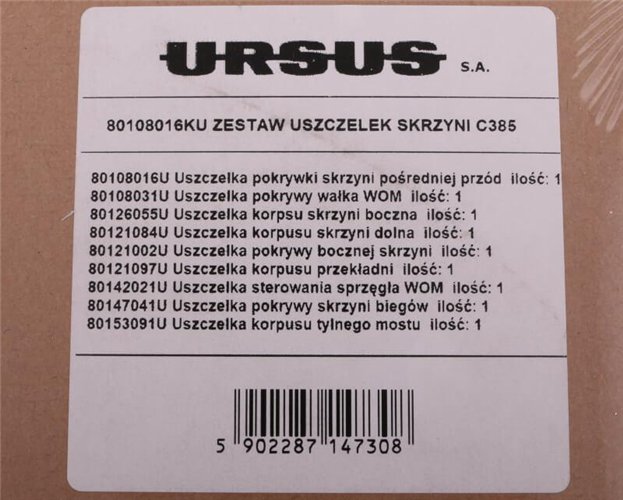 URSUS S.A.
80108016KU ZESTAW USZCZELEK SKRZYNI C385
80108016U Uszczelka pokrywki skrzyni pośredniej przód ilość: 1
80108031U Uszczelka pokrywy wałka WOM ilość: 1
80126055U Uszczelka korpsu skrzyni boczna ilość: 1
80121084U Uszczelka korpusu skrzyni dolna ilość: 1
80121002U Uszczelka pokrywy bocznej skrzyni ilość: 1
80121097U Uszczelka korpusu przekładni ilość: 1
80142021U Uszczelka sterowania sprzęgła WOM ilość: 1
80147041U Uszczelka pokrywy skrzyni biegów ilość: 1
80153091U Uszczelka korpusu tylnego mostu ilość: 1
5 902287 147308